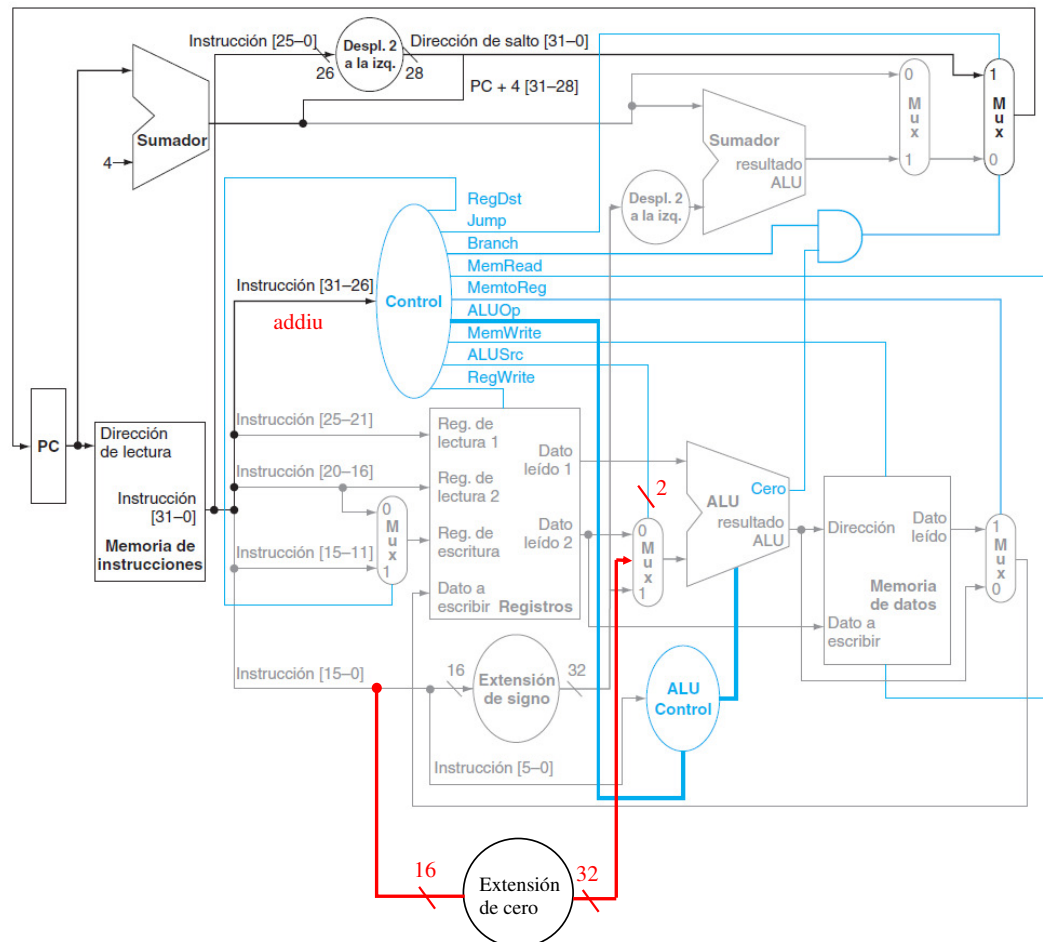 Instrucción [25–0]
26
Despl. 2
a la izq.
28
Dirección de salto [31–0]
PC + 4 [31–28]
Sumador
4
0
M
u
x
1
1
M
u
x
0
Sumador
resultado
ALU
Despl. 2
a la izq.
RegDst
Jump
Branch
MemRead
MemtoReg
ALUOp
MemWrite
ALUSrc
RegWrite
Control
Instrucción [31–26]
addiu
PC
Dirección
de lectura
Instrucción
[31-0]
Memoria de
instrucciones
Instrucción [25–21]
Instrucción [20–16]
Instrucción [15–11]
0
M
u
x
1
Reg. de
lectura 1
Reg. de
lectura 2
Reg. de
escritura
Dato a
escribir
Registros
Dato
leído 1
Dato
leído 2
2
0
M
u
x
1
ALU
Cero
resultado
ALU
Dirección
Dato
leído
Memoria
de datos
Dato a
escribir
1
M
u
x
0
Instrucción [15–0]
16
Extensión
de signo
32
ALU
Control
Instrucción [5–0]
16
Extensión
de cero
32